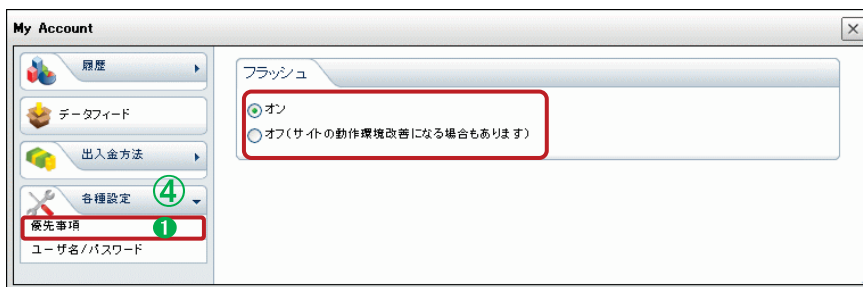 My Account
履歴
データフィード
出入金方法
各種設定 ④
優先事項 ❶
ユーザ名/パスワード
フラッシュ
オン
オフ(サイトの動作環境改善になる場合もあります)